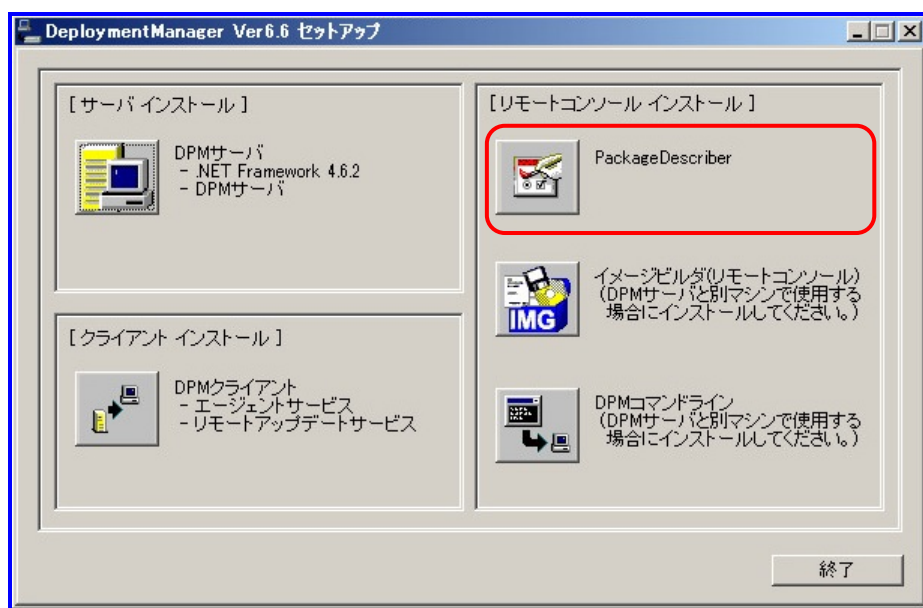 DeploymentManager Ver6.6 セットアップ
[サーバ インストール]
DPMサーバ
- .NET Framework 4.6.2
- DPMサーバ
[クライアント インストール]
DPMクライアント
- エージェントサービス
- リモートアップデートサービス
[リモートコンソール インストール]
PackageDescriber
イメージビルダ(リモートコンソール)
(DPMサーバと別マシンで使用する
場合にインストールしてください。)
IMG
DPMコマンドライン
(DPMサーバと別マシンで使用する
場合にインストールしてください。)
終了